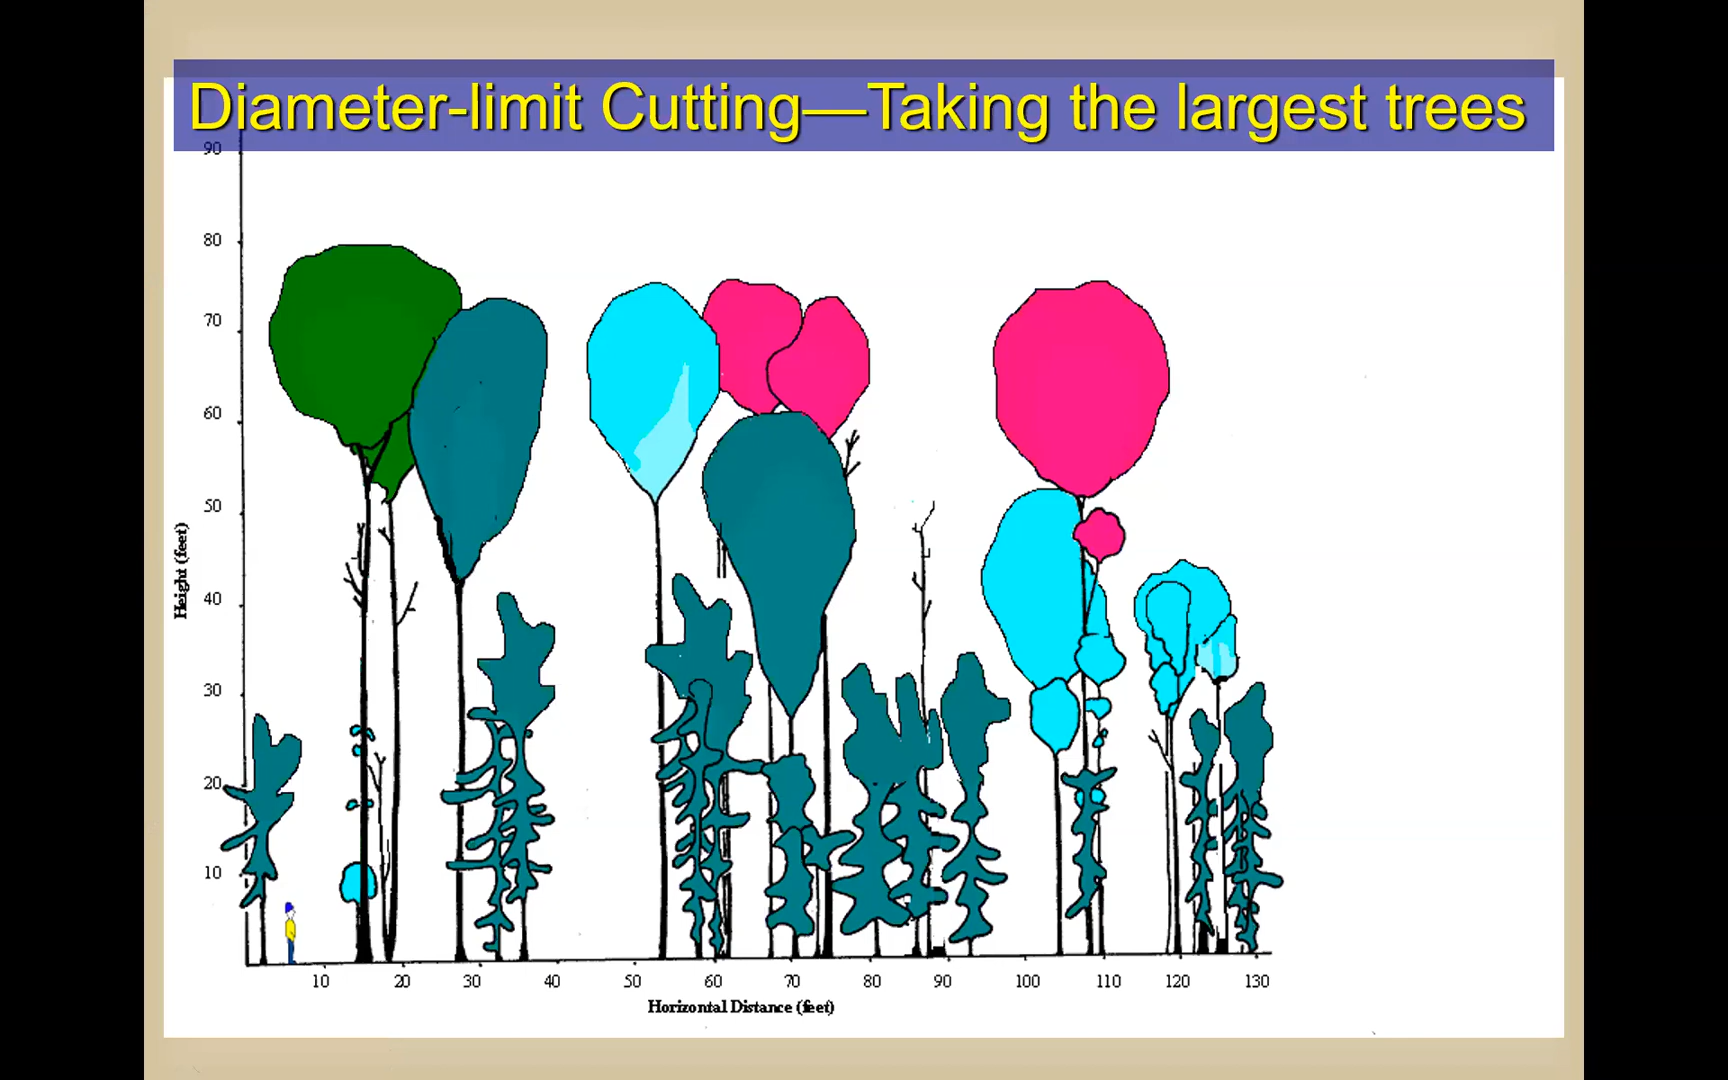 Diameter-limit Cutting—Taking the largest trees
90
80
70
60
50
40
30
20
10
Height (feet)
10 20 30 40 50 60 70 80 90 100 110 120 130
Horizontal Distance (feet)